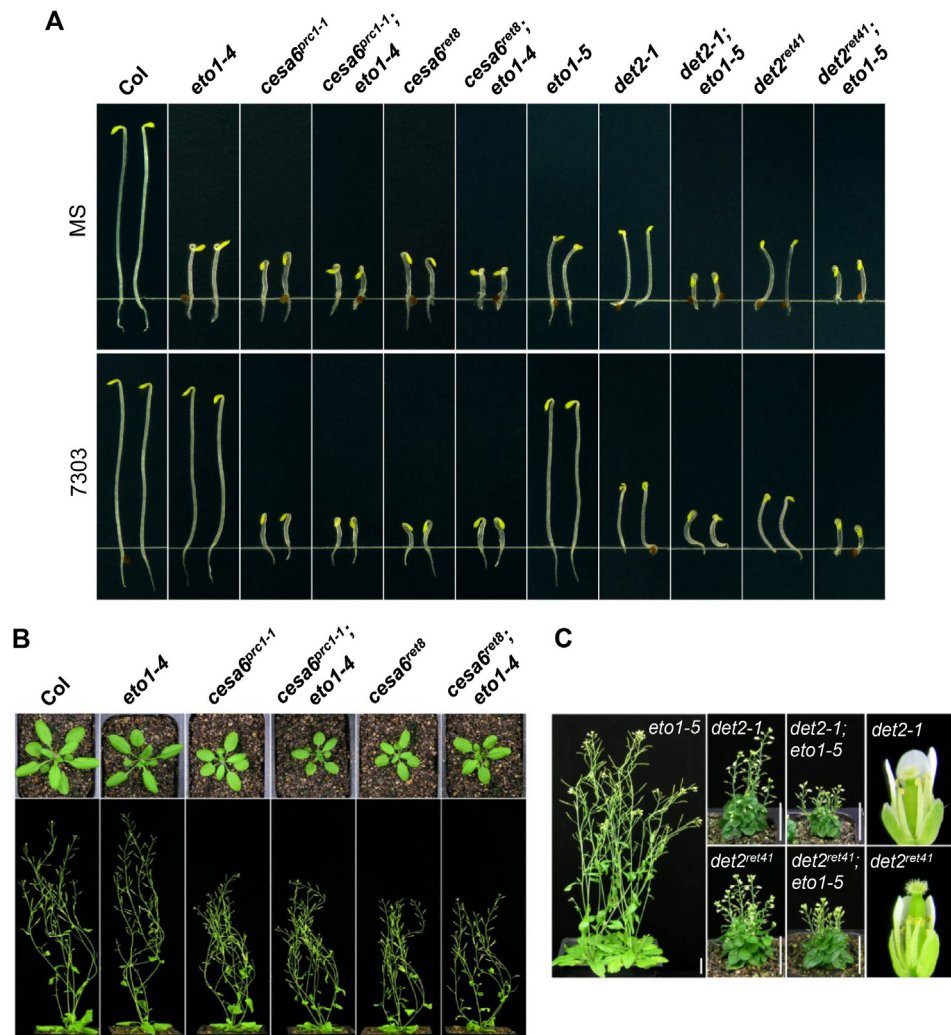 A
Col
eto1-4
cesa6prc1-1
cesa6prc1-1;
eto1-4
cesa6ret8
cesa6ret8;
eto1-4
eto1-5
det2-1
det2-1;
eto1-5
det2ret41
det2ret41;
eto1-5
MS
7303
B
Col
eto1-4
cesa6prc1-1
cesa6prc1-1;
eto1-4
cesa6ret8
cesa6ret8;
eto1-4
C
eto1-5
det2-1
det2-1;
eto1-5
det2-1
det2ret41
det2ret41;
eto1-5
det2ret41